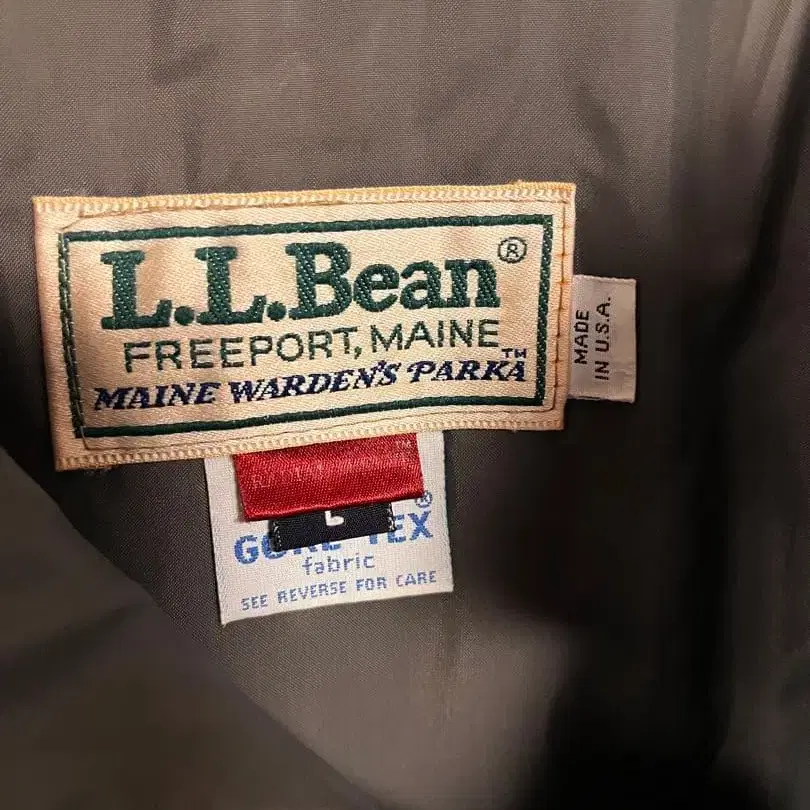 L.L.Bean®
FREEPORT, MAINE
MAINE WARDEN'S PARKA™
MADE
IN U.S.A.
L
GORE-TEX®
fabric
SEE REVERSE FOR CARE